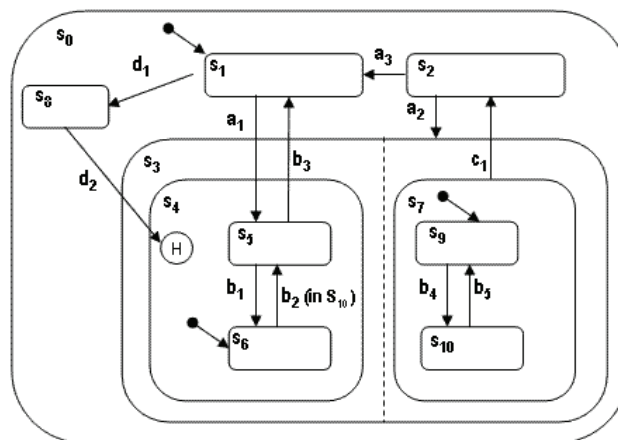 s₀
s₁
s₂
a₃
d₁
s₈
a₁
b₃
a₂
c₁
d₂
s₃
s₄
s₇
H
s₅
s₉
b₁
b₂ (in S₁₀)
b₄
b₅
s₆
s₁₀